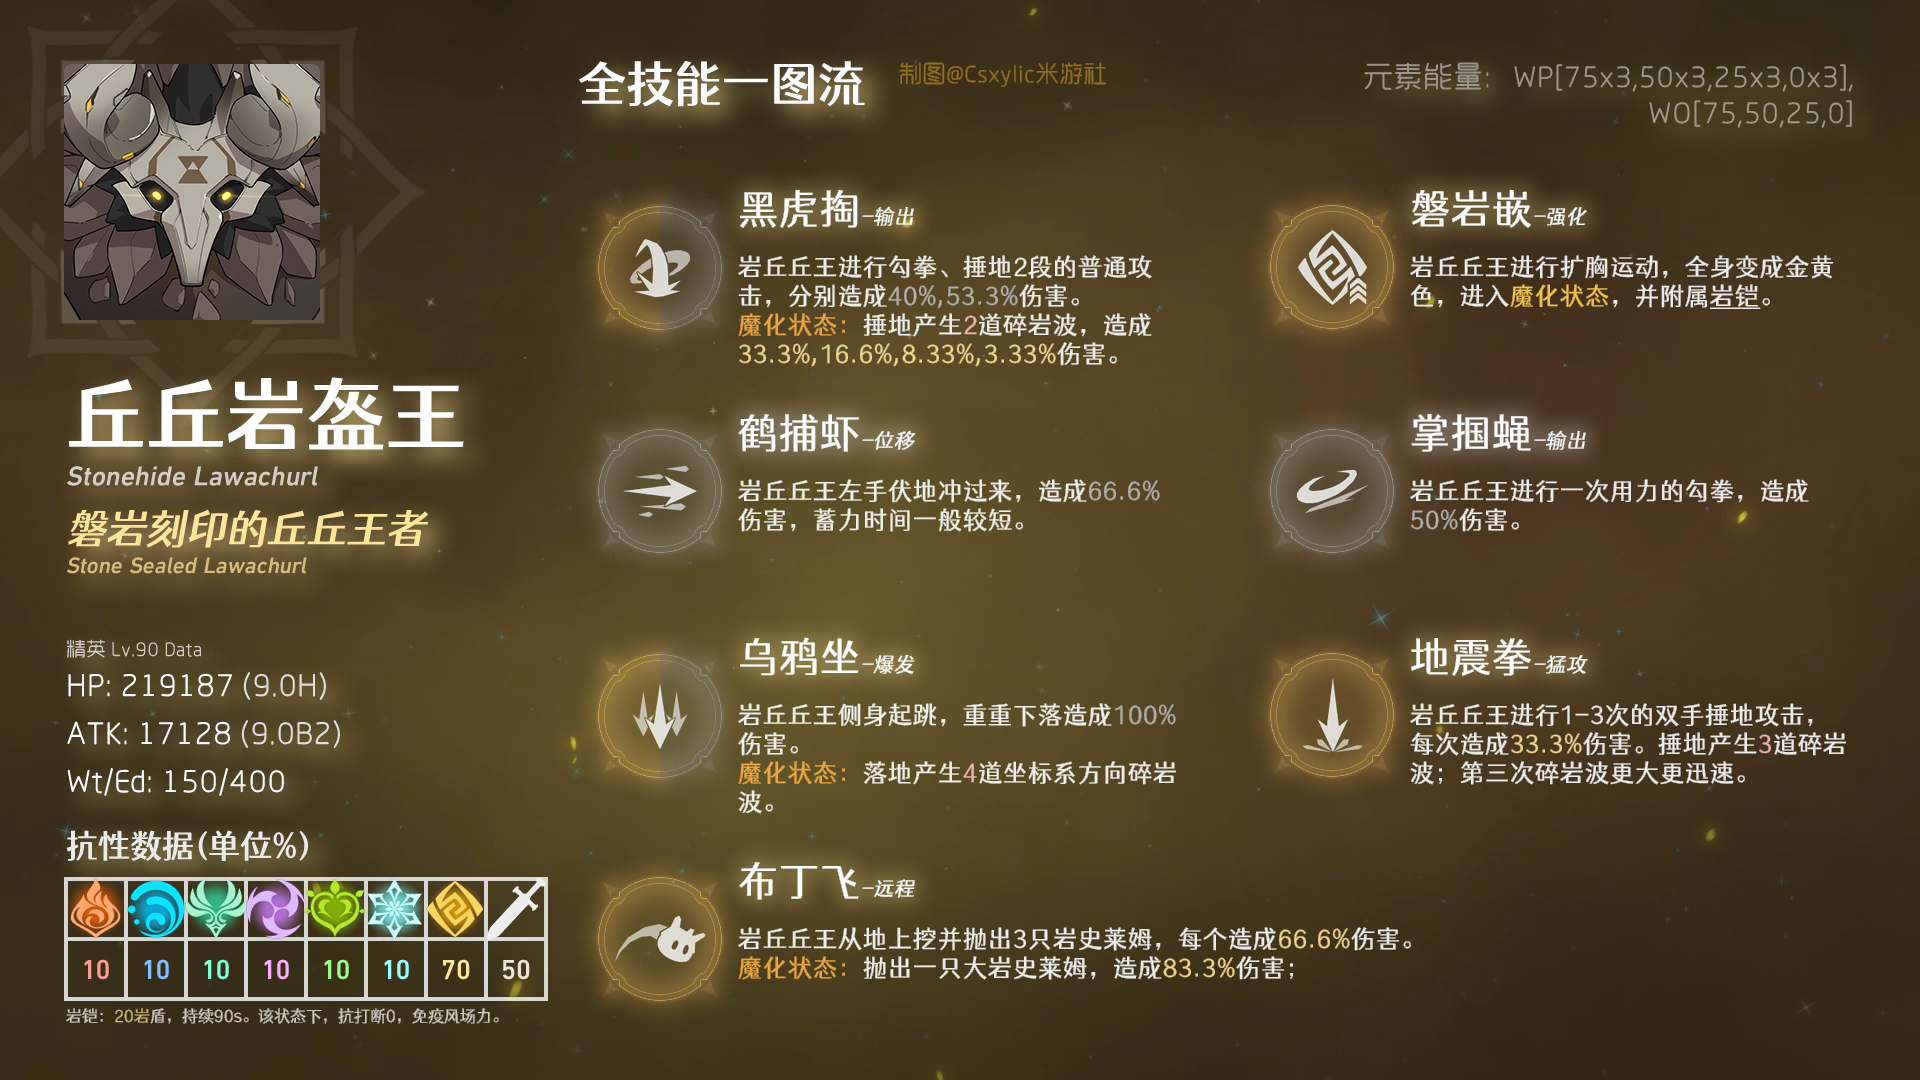 全技能一图流
制图@Csxylic米游社
元素能量: WP[75x3,50x3,25x3,0x3],
WO[75,50,25,0]
丘丘岩盔王
Stonehide Lawachurl
磐岩刻印的丘丘王者
Stone Sealed Lawachurl
精英 Lv.90 Data
HP: 219187 (9.0H)
ATK: 17128 (9.0B2)
Wt/Ed: 150/400
抗性数据(单位%)
10 10 10 10 10 10 70 50
岩铠：20岩盾，持续90s。该状态下，抗打断0，免疫风场力。
黑虎掏-输出
岩丘丘王进行勾拳、捶地2段的普通攻
击，分别造成40%,53.3%伤害。
魔化状态：捶地产生2道碎岩波，造成
33.3%,16.6%,8.33%,3.33%伤害。
磐岩嵌-强化
岩丘丘王进行扩胸运动，全身变成金黄
色，进入魔化状态，并附属岩铠。
鹤捕虾-位移
岩丘丘王左手伏地冲过来，造成66.6%
伤害，蓄力时间一般较短。
掌掴蝇-输出
岩丘丘王进行一次用力的勾拳，造成
50%伤害。
乌鸦坐-爆发
岩丘丘王侧身起跳，重重下落造成100%
伤害。
魔化状态：落地产生4道坐标系方向碎岩
波。
地震拳-猛攻
岩丘丘王进行1-3次的双手捶地攻击，
每次造成33.3%伤害。捶地产生3道碎岩
波；第三次碎岩波更大更迅速。
布丁飞-远程
岩丘丘王从地上挖并抛出3只岩史莱姆，每个造成66.6%伤害。
魔化状态：抛出一只大岩史莱姆，造成83.3%伤害；